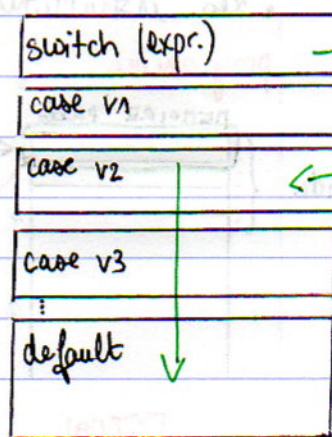 switch (expr.)
case v1
case v2
case v3
⋮
default